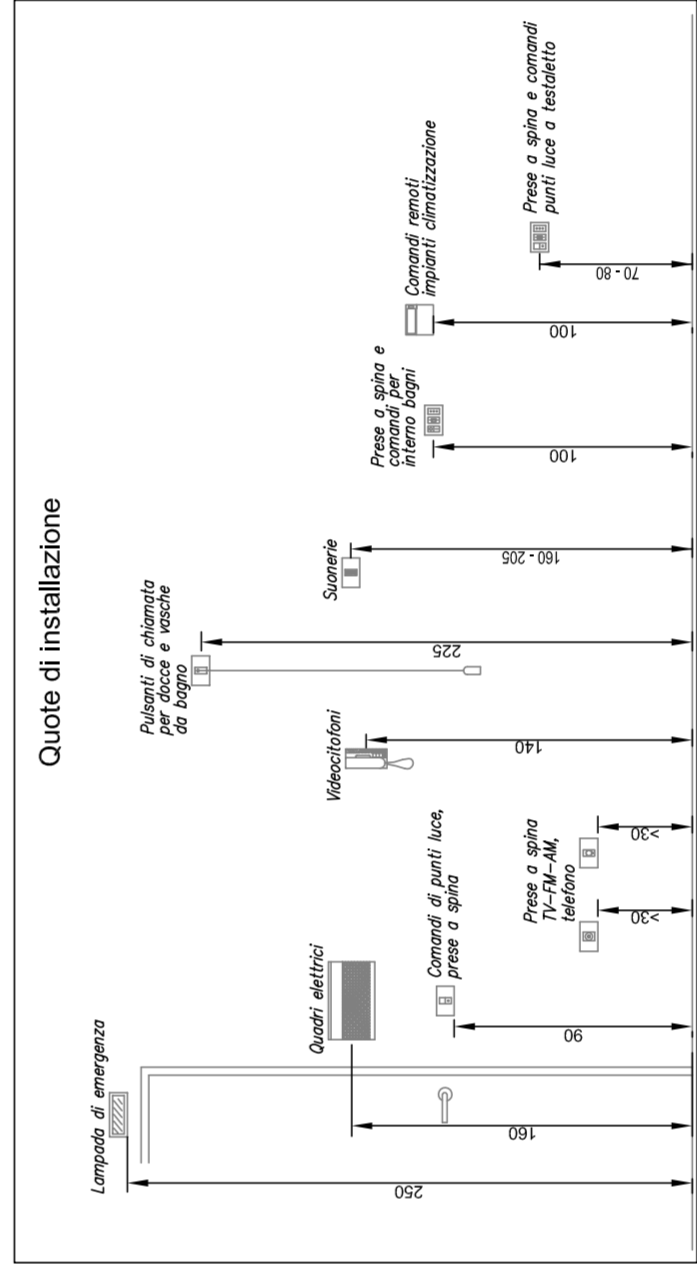 Quote di installazione
Lampada di emergenza
250
160
Quadri elettrici
Comandi di punti luce,
prese a spina
90
Prese a spina
TV-FM-AM,
telefono
>30
>30
Videocitofoni
140
Pulsanti di chiamata
per docce e vasche
da bagno
225
Suonerie
160 - 205
Prese a spina e
comandi per
interno bagni
100
Comandi remoti
impianti climatizzazione
100
Prese a spina e comandi
punti luce a testaletto
70 - 80